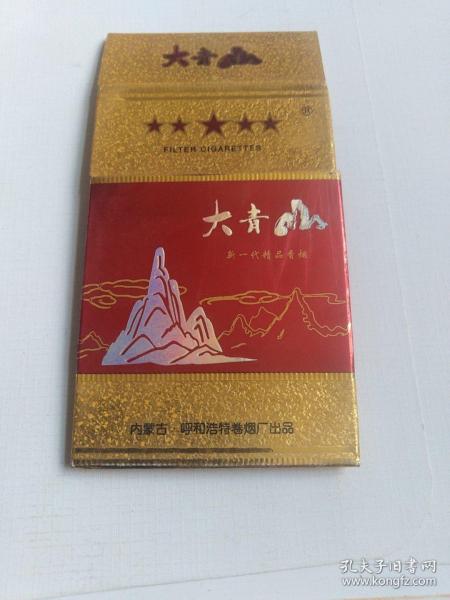 大青山
★★★★★ ®
FILTER CIGARETTES
大青山
新一代精品香烟
内蒙古·呼和浩特卷烟厂出品
孔夫子旧书网
www.kongfz.com